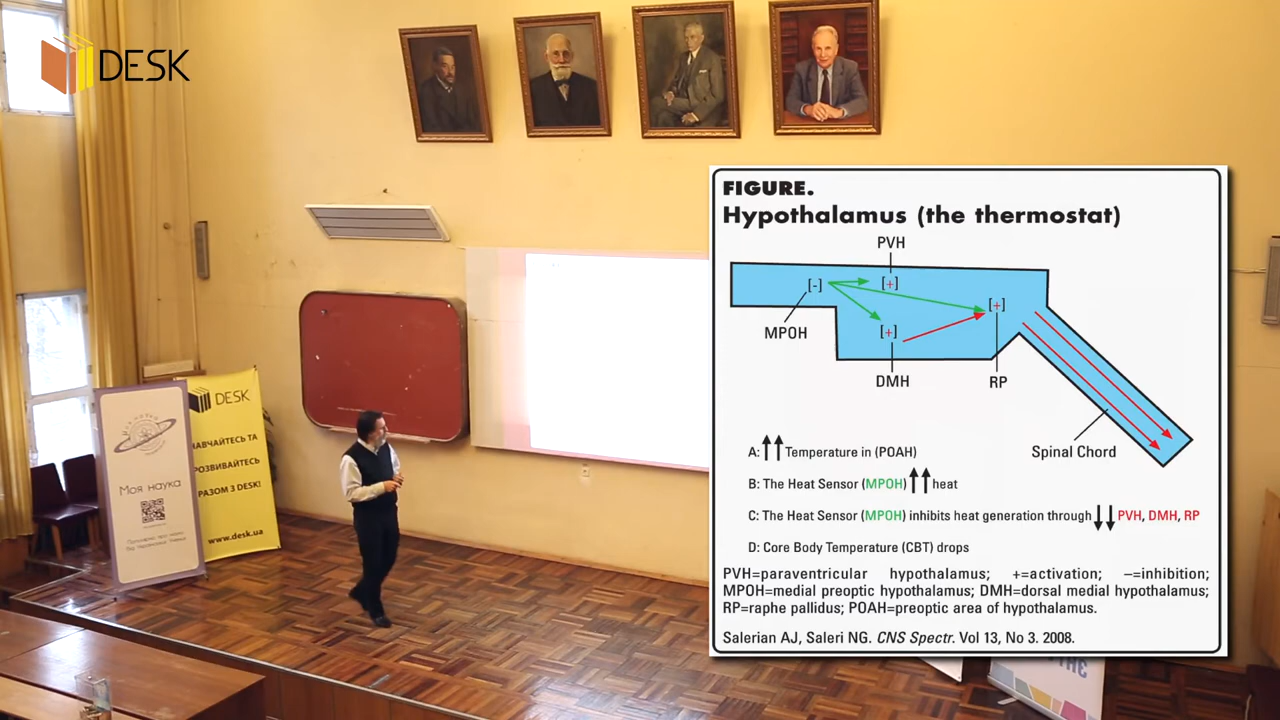 DESK
FIGURE.
Hypothalamus (the thermostat)
PVH
[-]
[+]
[+]
MPOH
[+]
DMH
RP
Spinal Chord
A: ↑↑ Temperature in (POAH)
B: The Heat Sensor (MPOH) ↑↑ heat
C: The Heat Sensor (MPOH) inhibits heat generation through ↓↓ PVH, DMH, RP
D: Core Body Temperature (CBT) drops
PVH=paraventricular hypothalamus; +=activation; –=inhibition;
MPOH=medial preoptic hypothalamus; DMH=dorsal medial hypothalamus;
RP=raphe pallidus; POAH=preoptic area of hypothalamus.
Salerian AJ, Saleri NG. CNS Spectr. Vol 13, No 3. 2008.
DESK
НАВЧАЙТЕСЬ ТА
РОЗВИВАЙТЕСЬ
РАЗОМ З DESK!
www.desk.ua
Моя наука